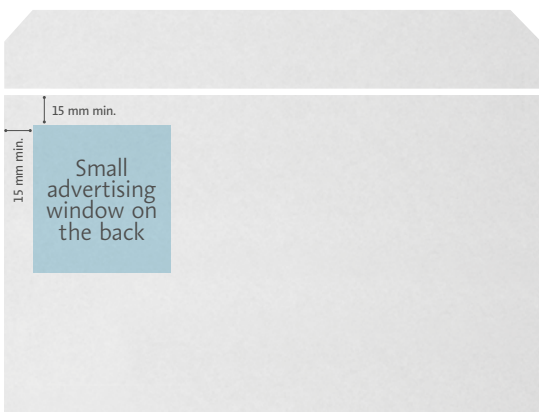 15 mm min.
15 mm min.
Small
advertising
window on
the back